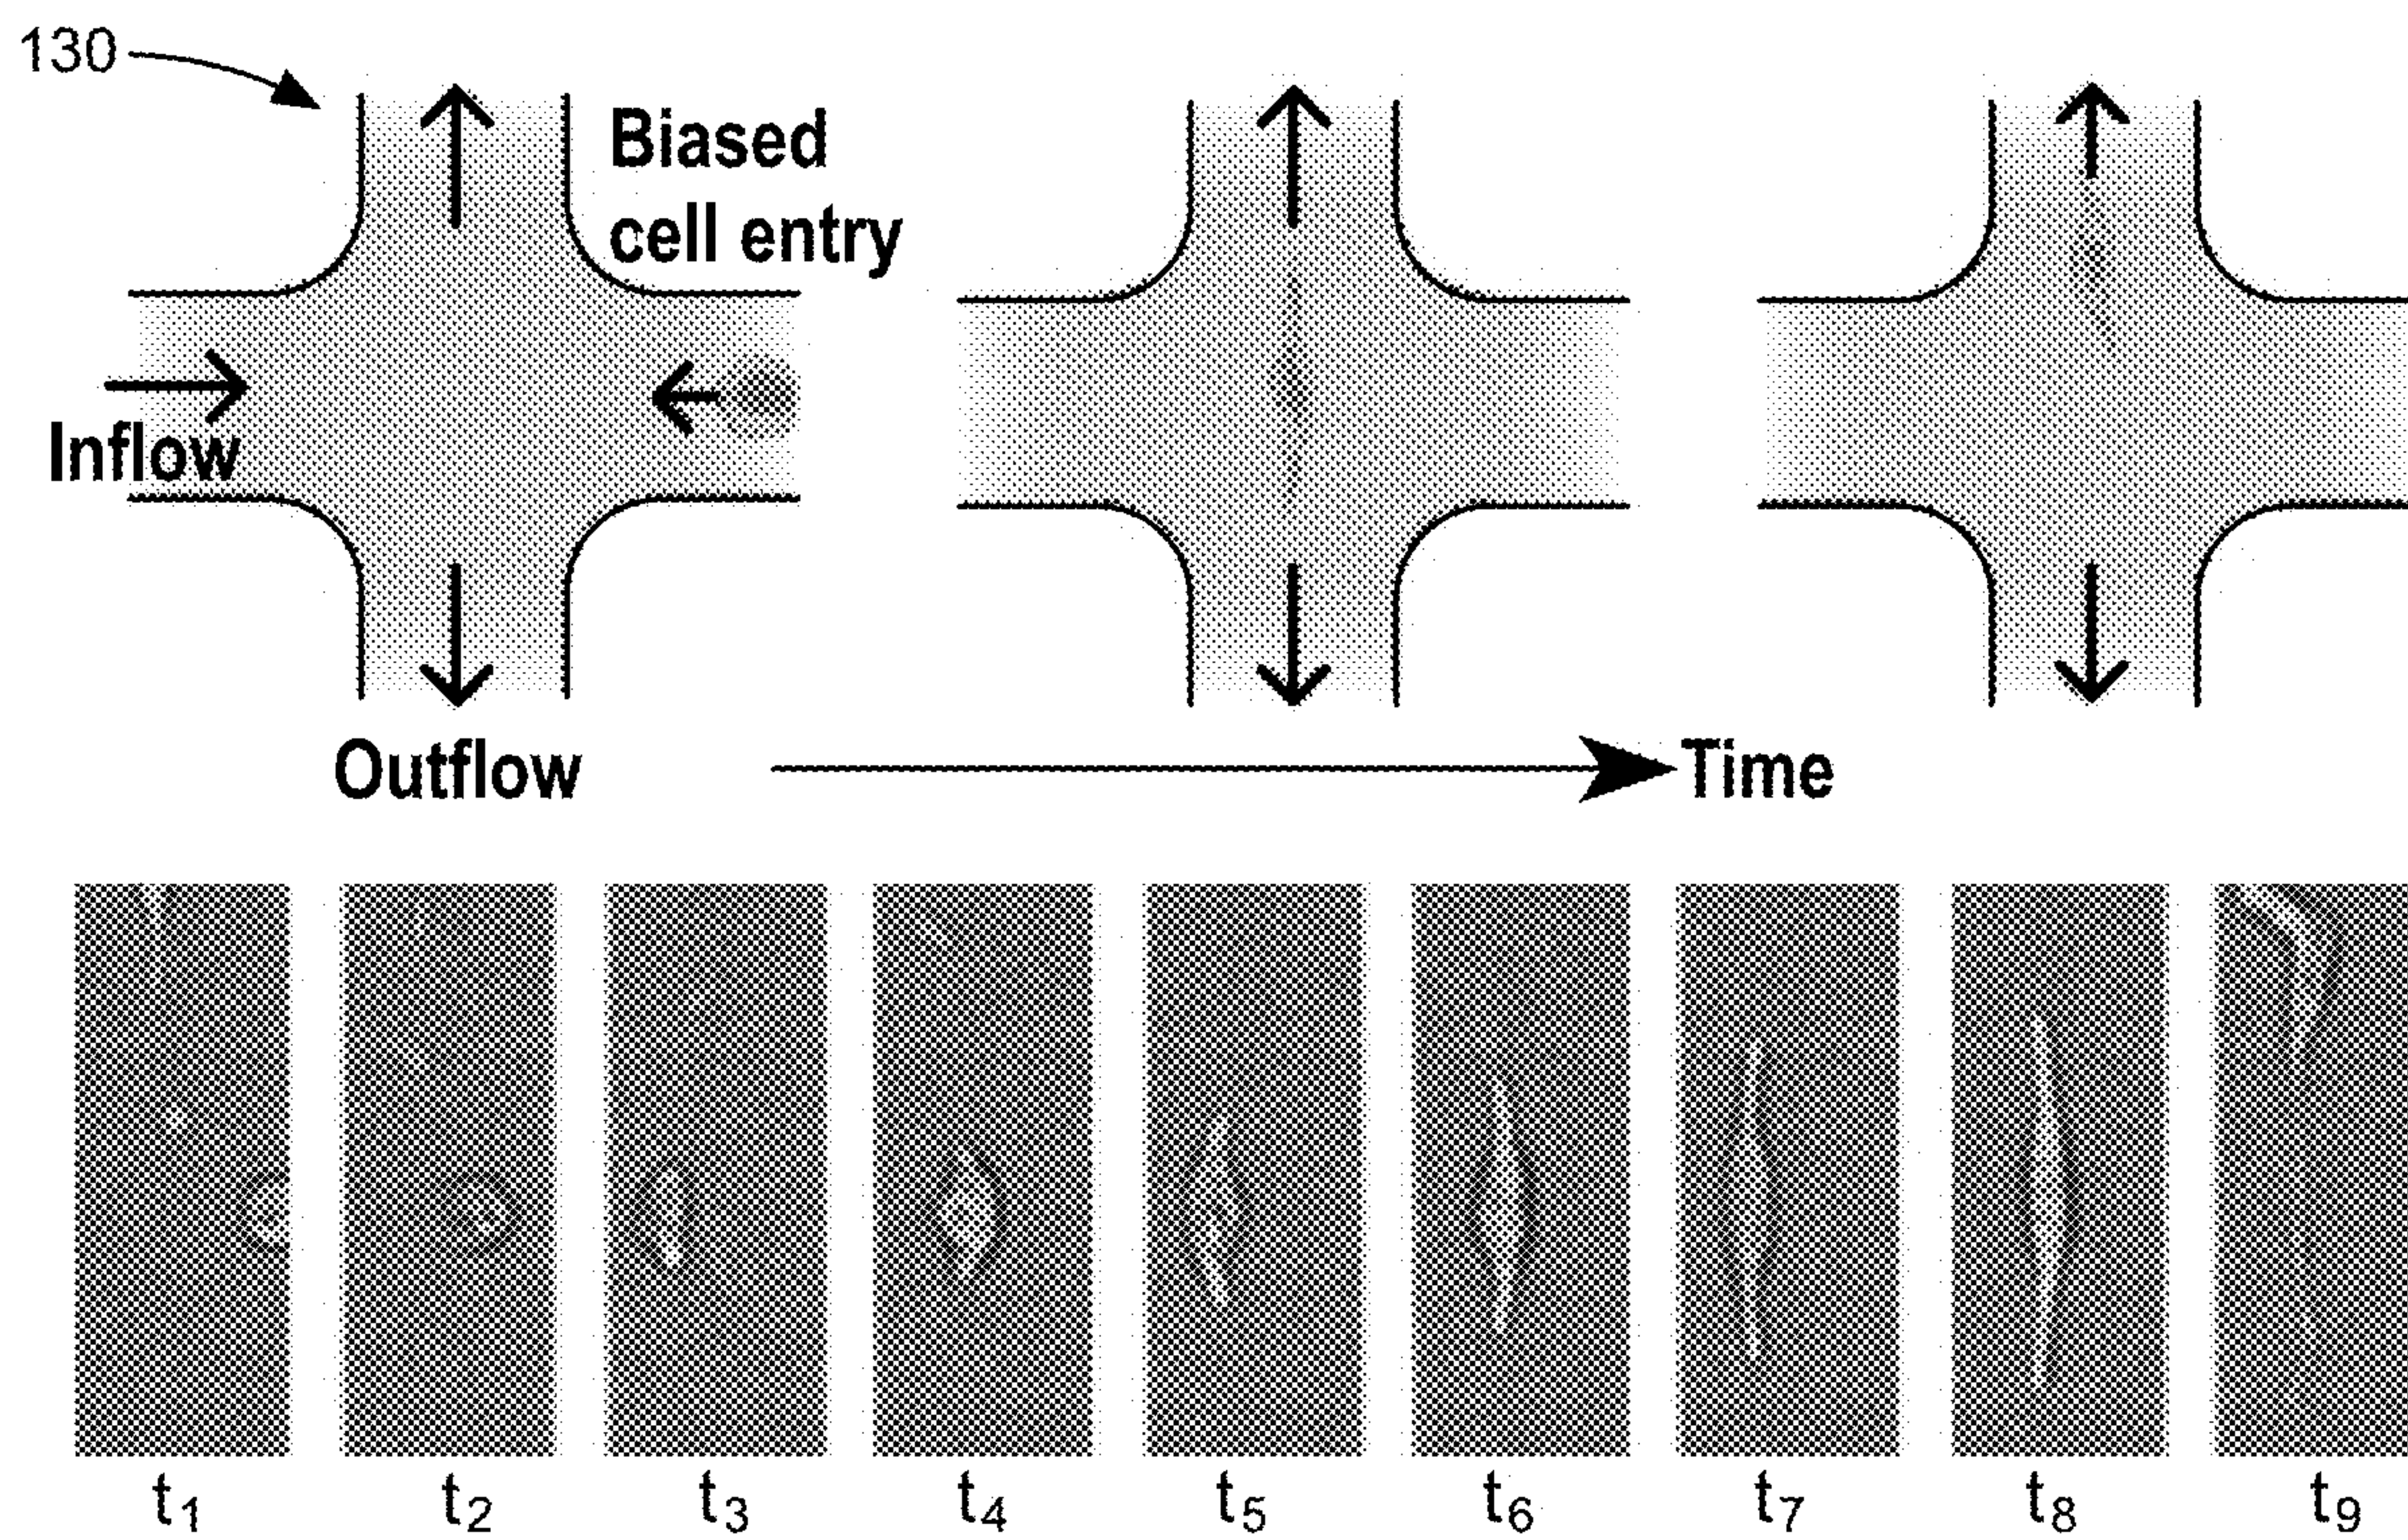 130
Biased
cell entry
Inflow
Outflow
Time
t1 t2 t3 t4 t5 t6 t7 t8 t9